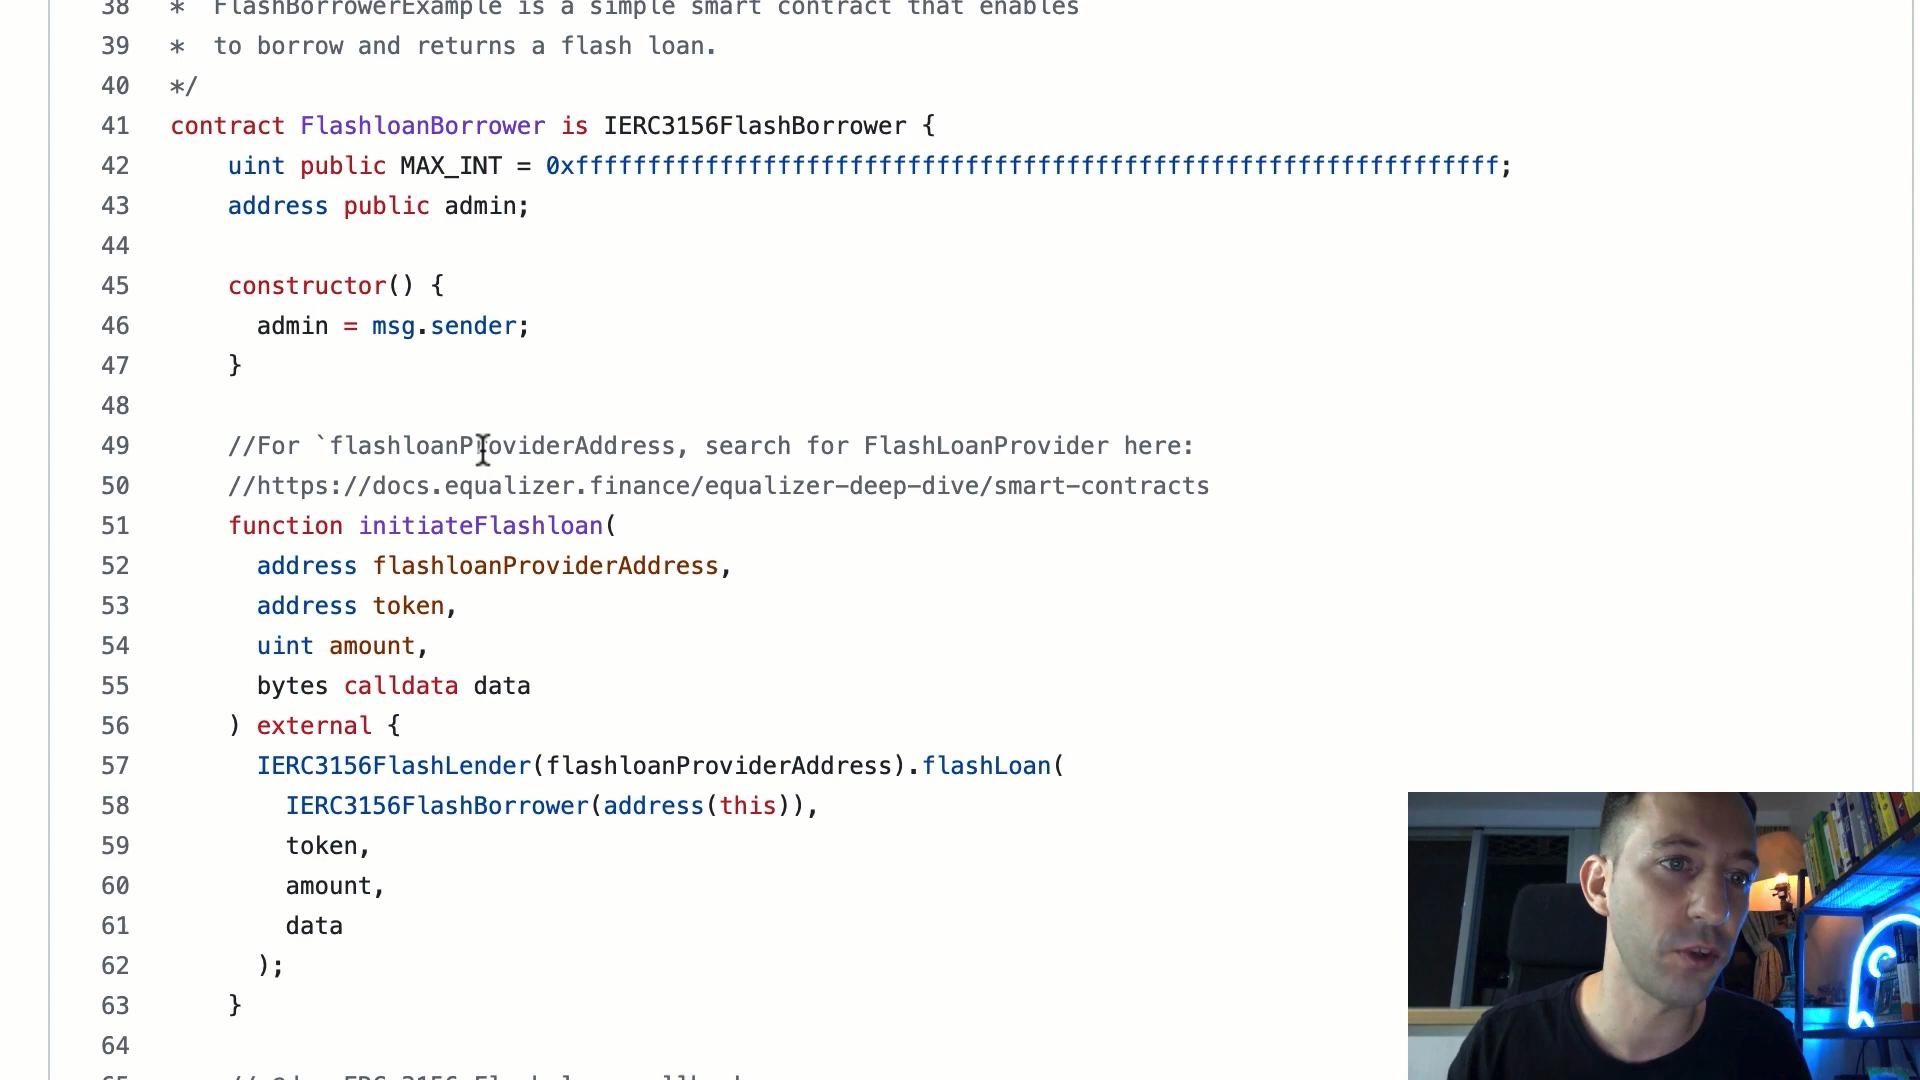 38 * FlashBorrowerExample is a simple smart contract that enables
39 * to borrow and returns a flash loan.
40 */
41 contract FlashloanBorrower is IERC3156FlashBorrower {
42 uint public MAX_INT = 0xffffffffffffffffffffffffffffffffffffffffffffffffffffffffffffffff;
43 address public admin;
44
45 constructor() {
46 admin = msg.sender;
47 }
48
49 //For `flashloanProviderAddress, search for FlashLoanProvider here:
50 //https://docs.equalizer.finance/equalizer-deep-dive/smart-contracts
51 function initiateFlashloan(
52 address flashloanProviderAddress,
53 address token,
54 uint amount,
55 bytes calldata data
56 ) external {
57 IERC3156FlashLender(flashloanProviderAddress).flashLoan(
58 IERC3156FlashBorrower(address(this)),
59 token,
60 amount,
61 data
62 );
63 }
64